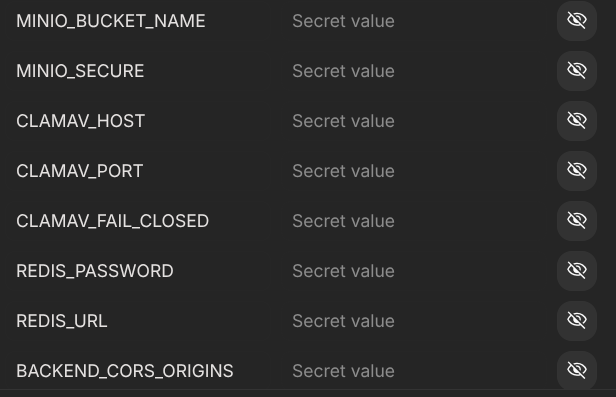 MINIO_BUCKET_NAME Secret value
MINIO_SECURE Secret value
CLAMAV_HOST Secret value
CLAMAV_PORT Secret value
CLAMAV_FAIL_CLOSED Secret value
REDIS_PASSWORD Secret value
REDIS_URL Secret value
BACKEND_CORS_ORIGINS Secret value